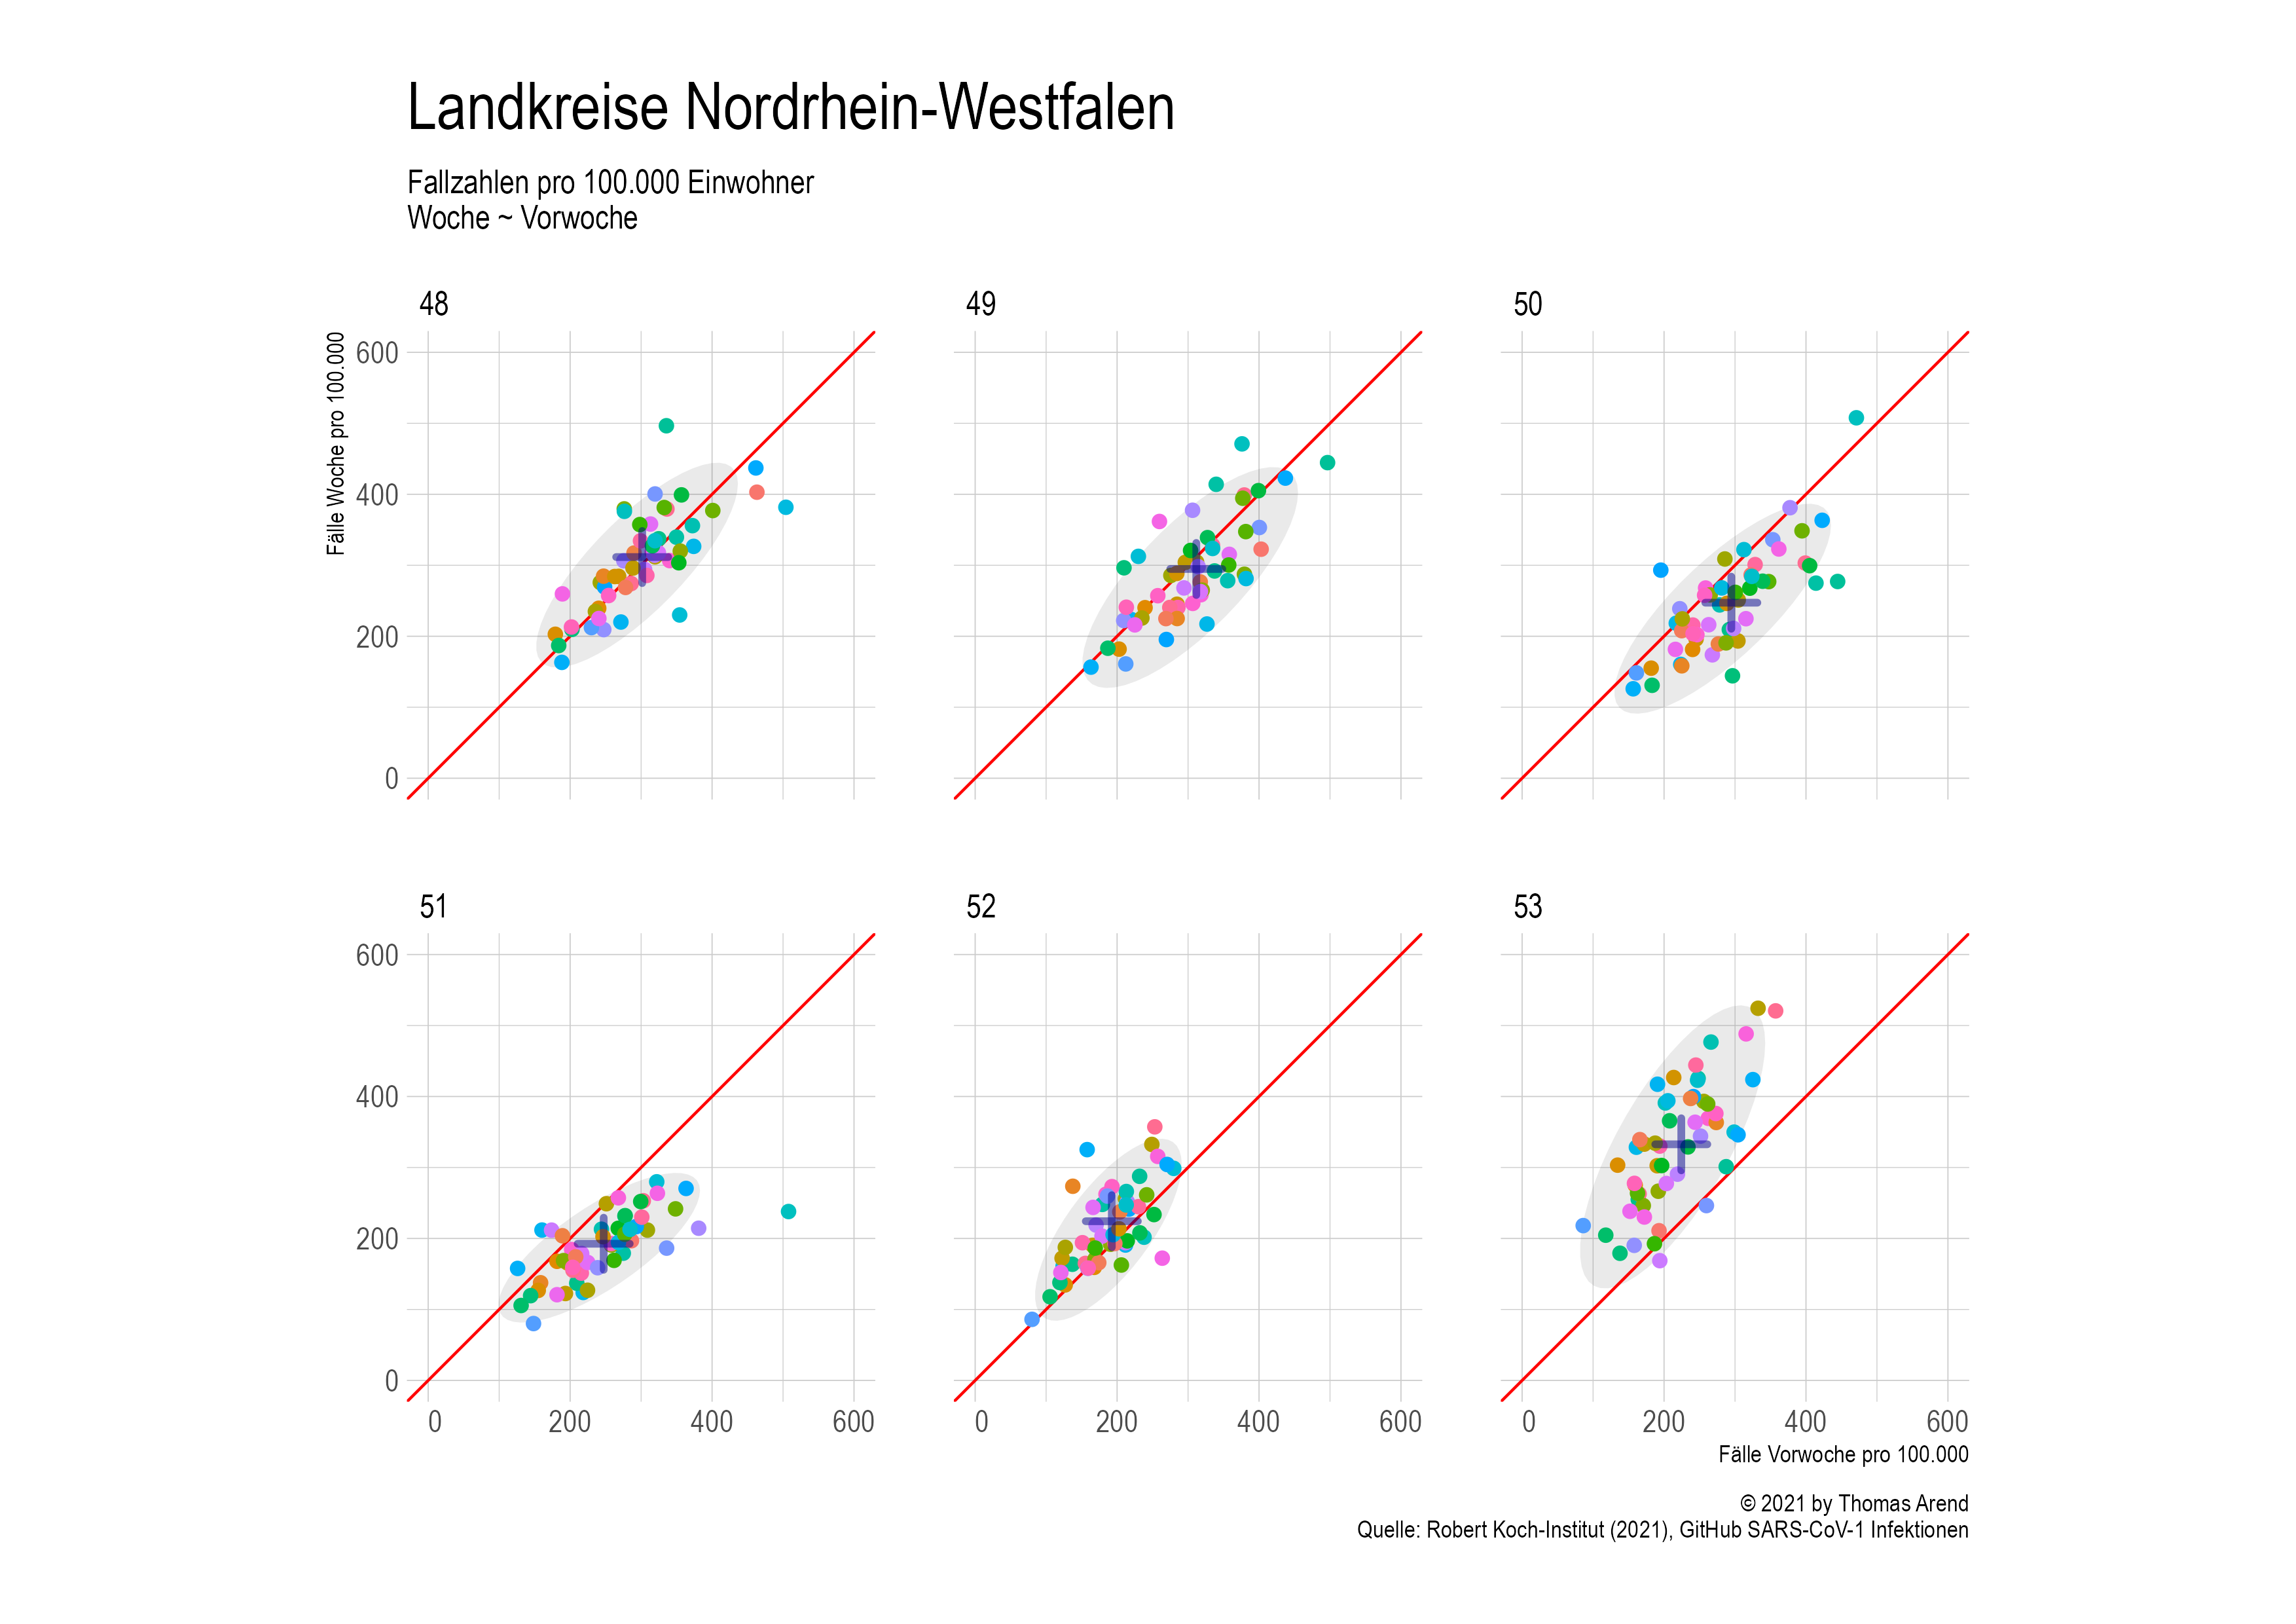 Landkreise Nordrhein-Westfalen
Fallzahlen pro 100.000 Einwohner
Woche ~ Vorwoche
48
49
50
Fälle Woche pro 100.000
600
400
200
0
51
52
53
600
400
200
0
0 200 400 600
0 200 400 600
0 200 400 600
Fälle Vorwoche pro 100.000
© 2021 by Thomas Arend
Quelle: Robert Koch-Institut (2021), GitHub SARS-CoV-1 Infektionen